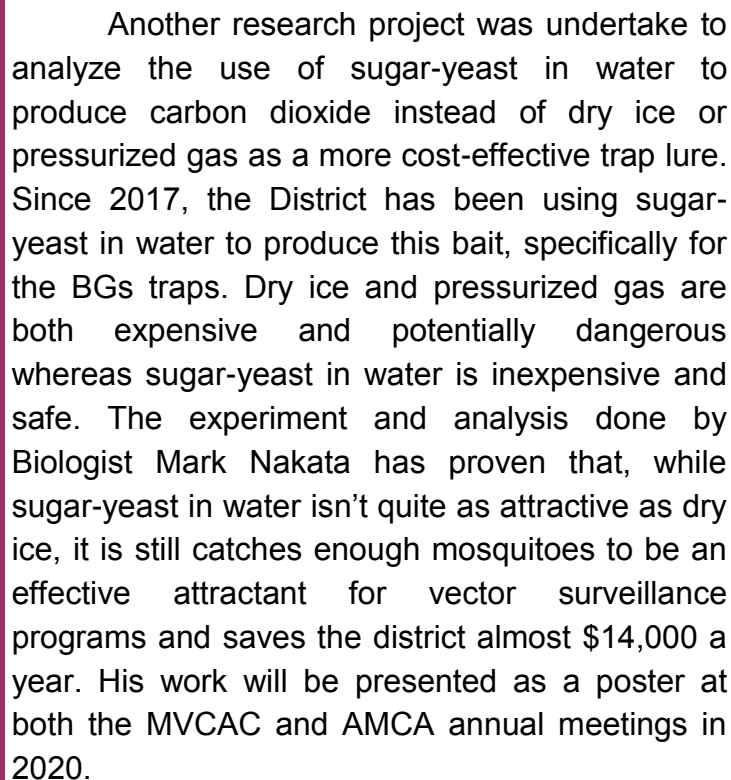 Another research project was undertake to
analyze the use of sugar-yeast in water to
produce carbon dioxide instead of dry ice or
pressurized gas as a more cost-effective trap lure.
Since 2017, the District has been using sugar-
yeast in water to produce this bait, specifically for
the BGs traps. Dry ice and pressurized gas are
both expensive and potentially dangerous
whereas sugar-yeast in water is inexpensive and
safe. The experiment and analysis done by
Biologist Mark Nakata has proven that, while
sugar-yeast in water isn’t quite as attractive as dry
ice, it is still catches enough mosquitoes to be an
effective attractant for vector surveillance
programs and saves the district almost $14,000 a
year. His work will be presented as a poster at
both the MVCAC and AMCA annual meetings in
2020.